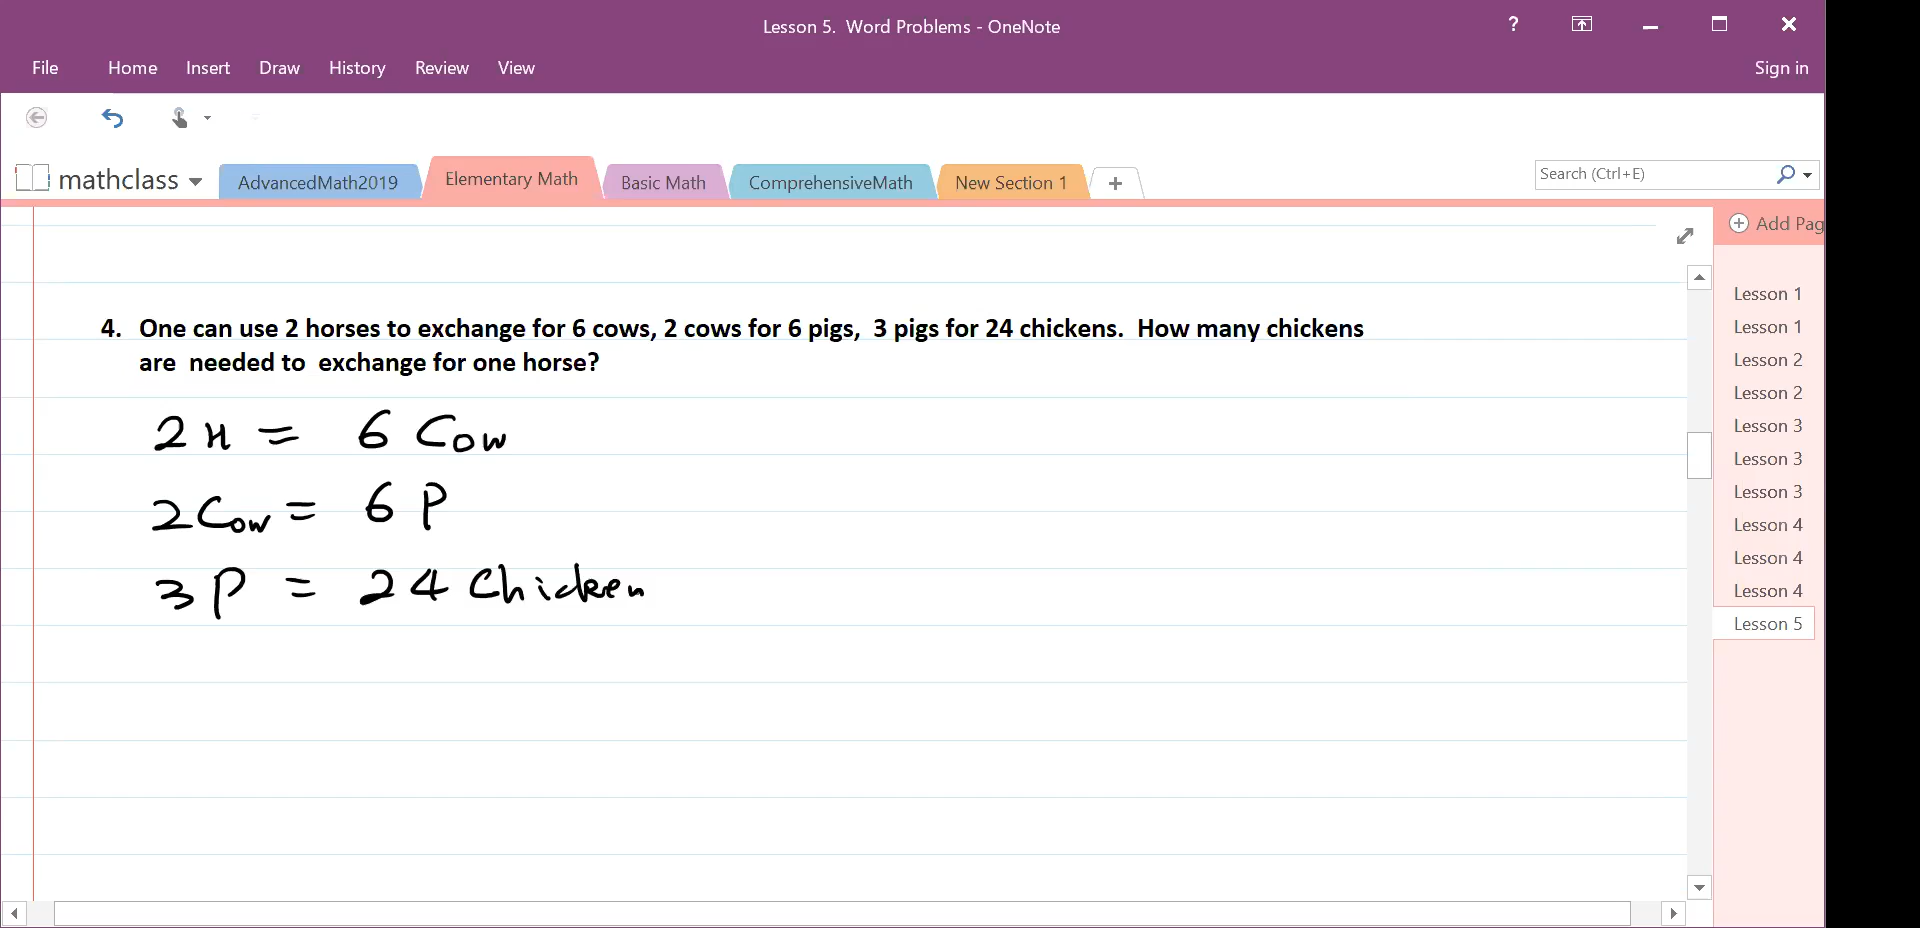 Lesson 5.  Word Problems - OneNote
?
File Home Insert Draw History Review View Sign in
mathclass AdvancedMath2019 Elementary Math Basic Math ComprehensiveMath New Section 1 +
Search (Ctrl+E)
Add Pag
4. One can use 2 horses to exchange for 6 cows, 2 cows for 6 pigs,  3 pigs for 24 chickens.  How many chickens
are  needed to  exchange for one horse?
2 H = 6 Cow
2 Cow = 6 P
3 P = 24 Chicken
Lesson 1
Lesson 1
Lesson 2
Lesson 2
Lesson 3
Lesson 3
Lesson 3
Lesson 4
Lesson 4
Lesson 4
Lesson 5